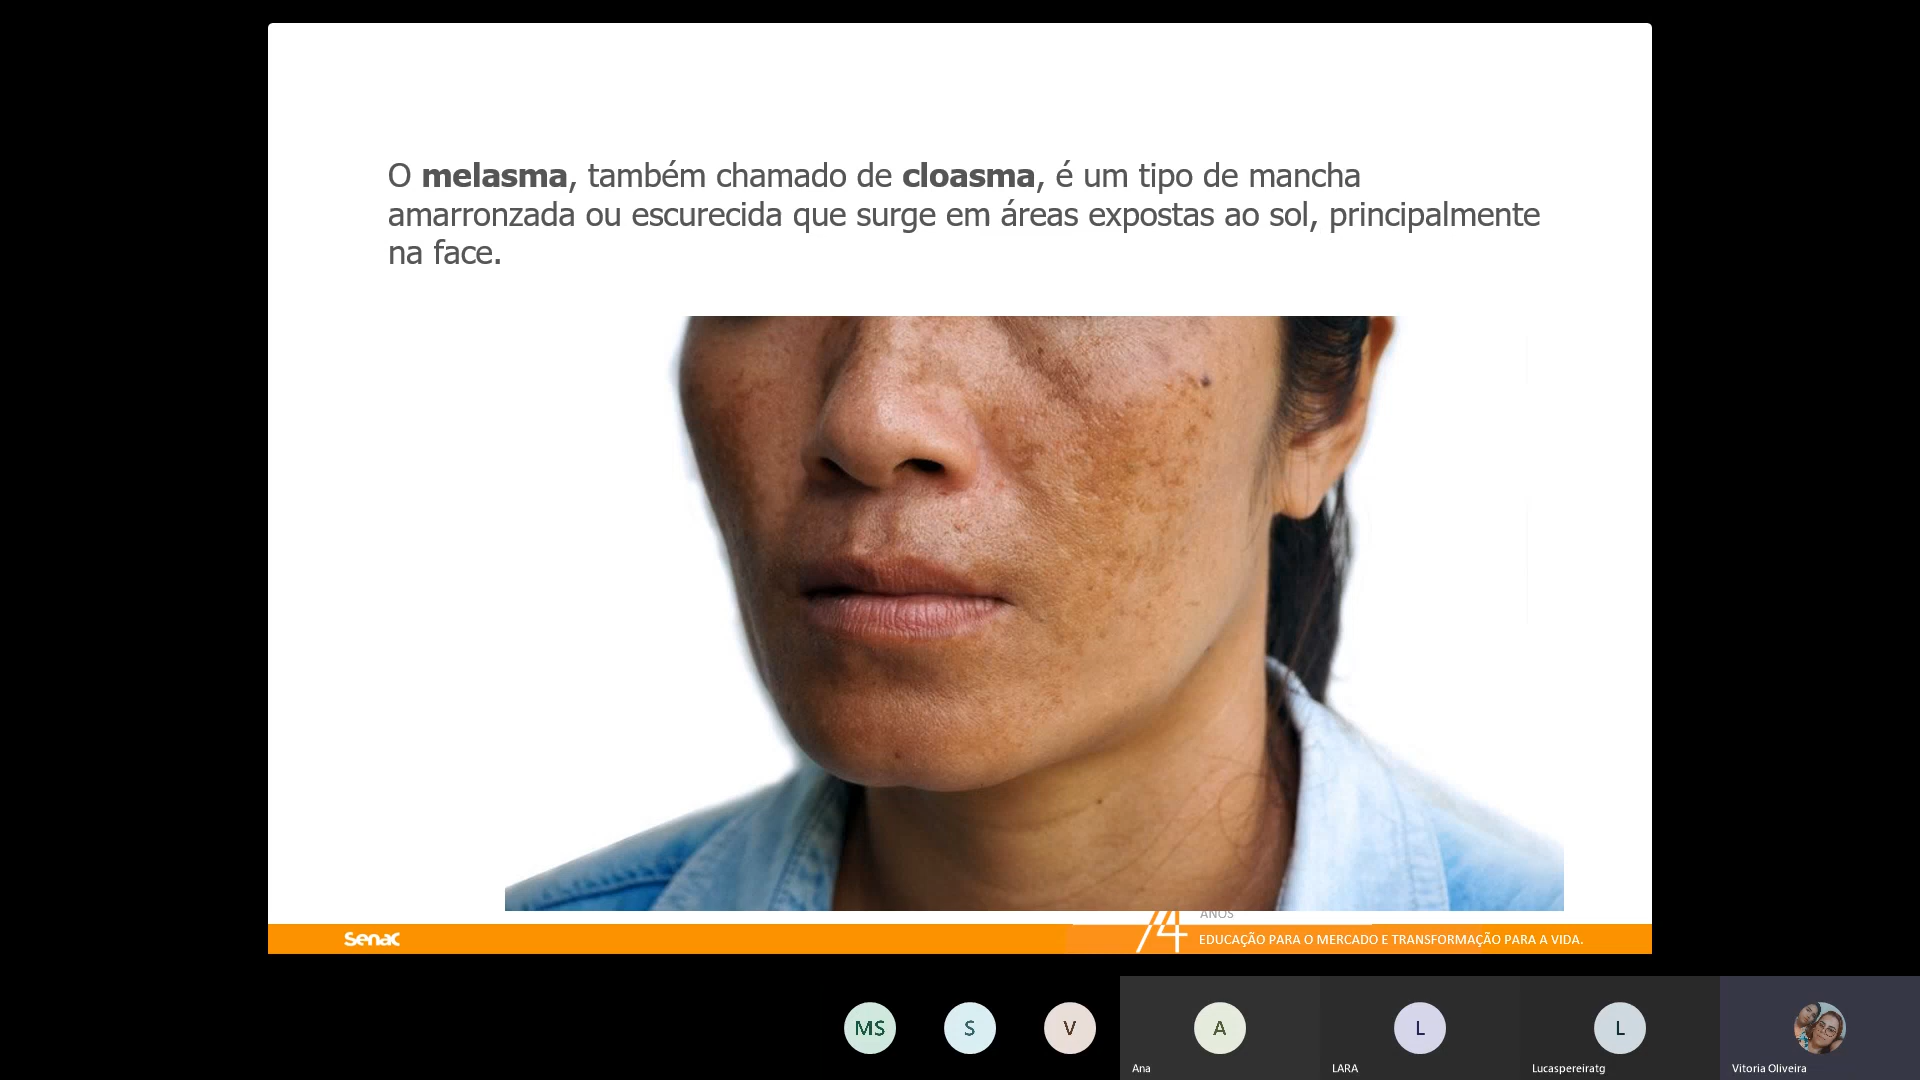 O melasma, também chamado de cloasma, é um tipo de mancha
amarronzada ou escurecida que surge em áreas expostas ao sol, principalmente
na face.
ANOS
Senac
74
EDUCAÇÃO PARA O MERCADO E TRANSFORMAÇÃO PARA A VIDA.
MS
S
V
A
L
L
Ana
LARA
Lucaspereiratg
Vitoria Oliveira